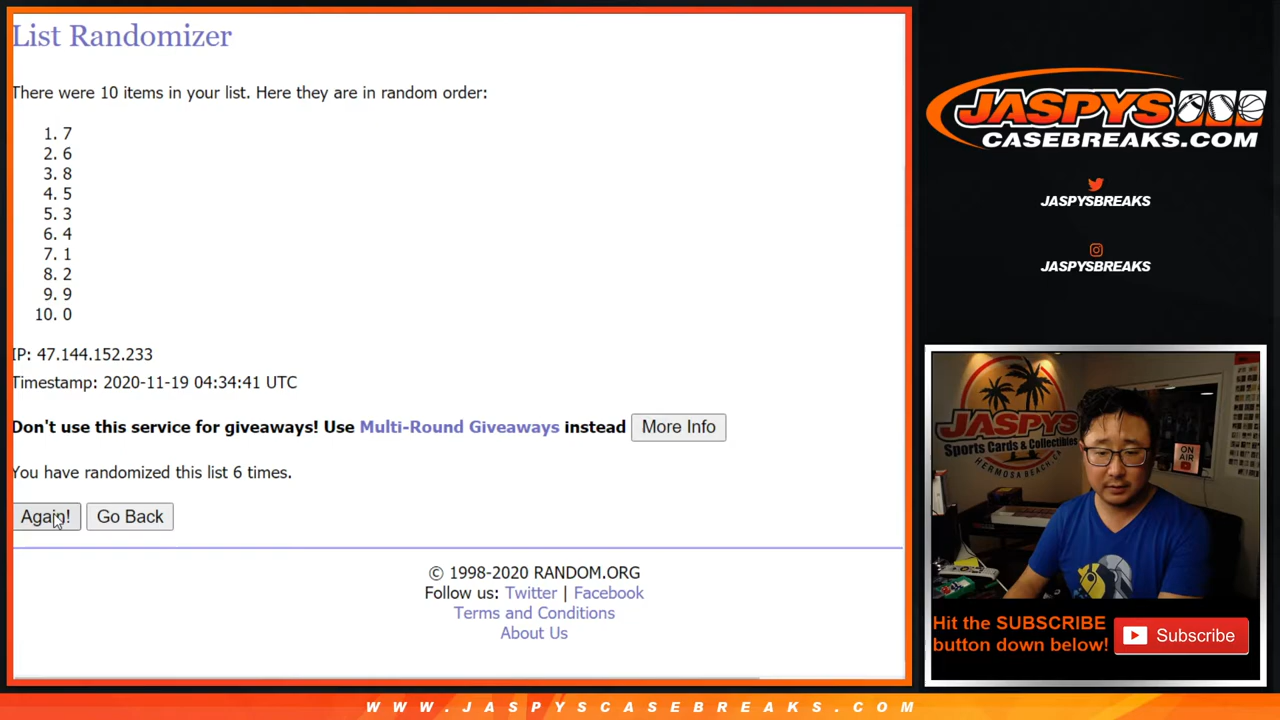 List Randomizer
There were 10 items in your list. Here they are in random order:
1. 7
2. 6
3. 8
4. 5
5. 3
6. 4
7. 1
8. 2
9. 9
10. 0
IP: 47.144.152.233
Timestamp: 2020-11-19 04:34:41 UTC
Don't use this service for giveaways! Use Multi-Round Giveaways instead More Info
You have randomized this list 6 times.
Again! Go Back
© 1998-2020 RANDOM.ORG
Follow us: Twitter | Facebook
Terms and Conditions
About Us
JASPYS
CASEBREAKS.COM
JASPYSBREAKS
JASPYSBREAKS
JASPYS
Sports Cards & Collectibles
HERMOSA BEACH, CA
ON
AIR
Hit the SUBSCRIBE
button down below!
Subscribe
WWW.JASPYSCASEBREAKS.COM